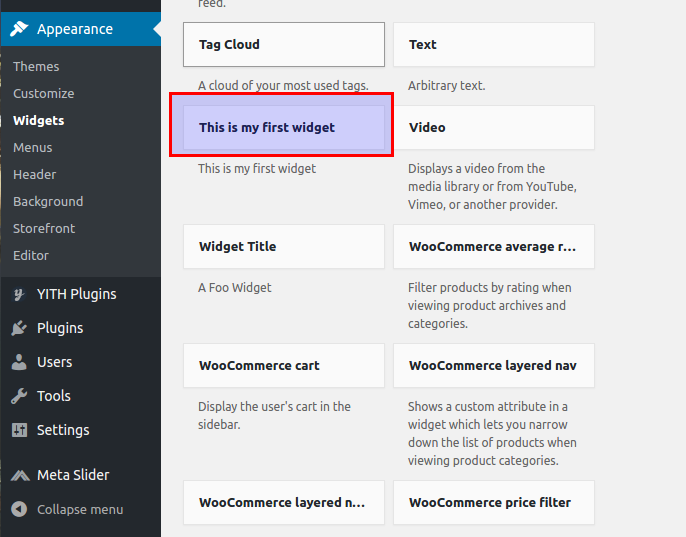 Appearance
Themes
Customize
Widgets
Menus
Header
Background
Storefront
Editor
YITH Plugins
Plugins
Users
Tools
Settings
Meta Slider
Collapse menu
reed.
Tag Cloud
A cloud of your most used tags.
Text
Arbitrary text.
This is my first widget
This is my first widget
Video
Displays a video from the
media library or from YouTube,
Vimeo, or another provider.
Widget Title
A Foo Widget
WooCommerce average r...
Filter products by rating when
viewing product archives and
categories.
WooCommerce cart
Display the user's cart in the
sidebar.
WooCommerce layered nav
Shows a custom attribute in a
widget which lets you narrow
down the list of products when
viewing product categories.
WooCommerce layered n...
WooCommerce price filter